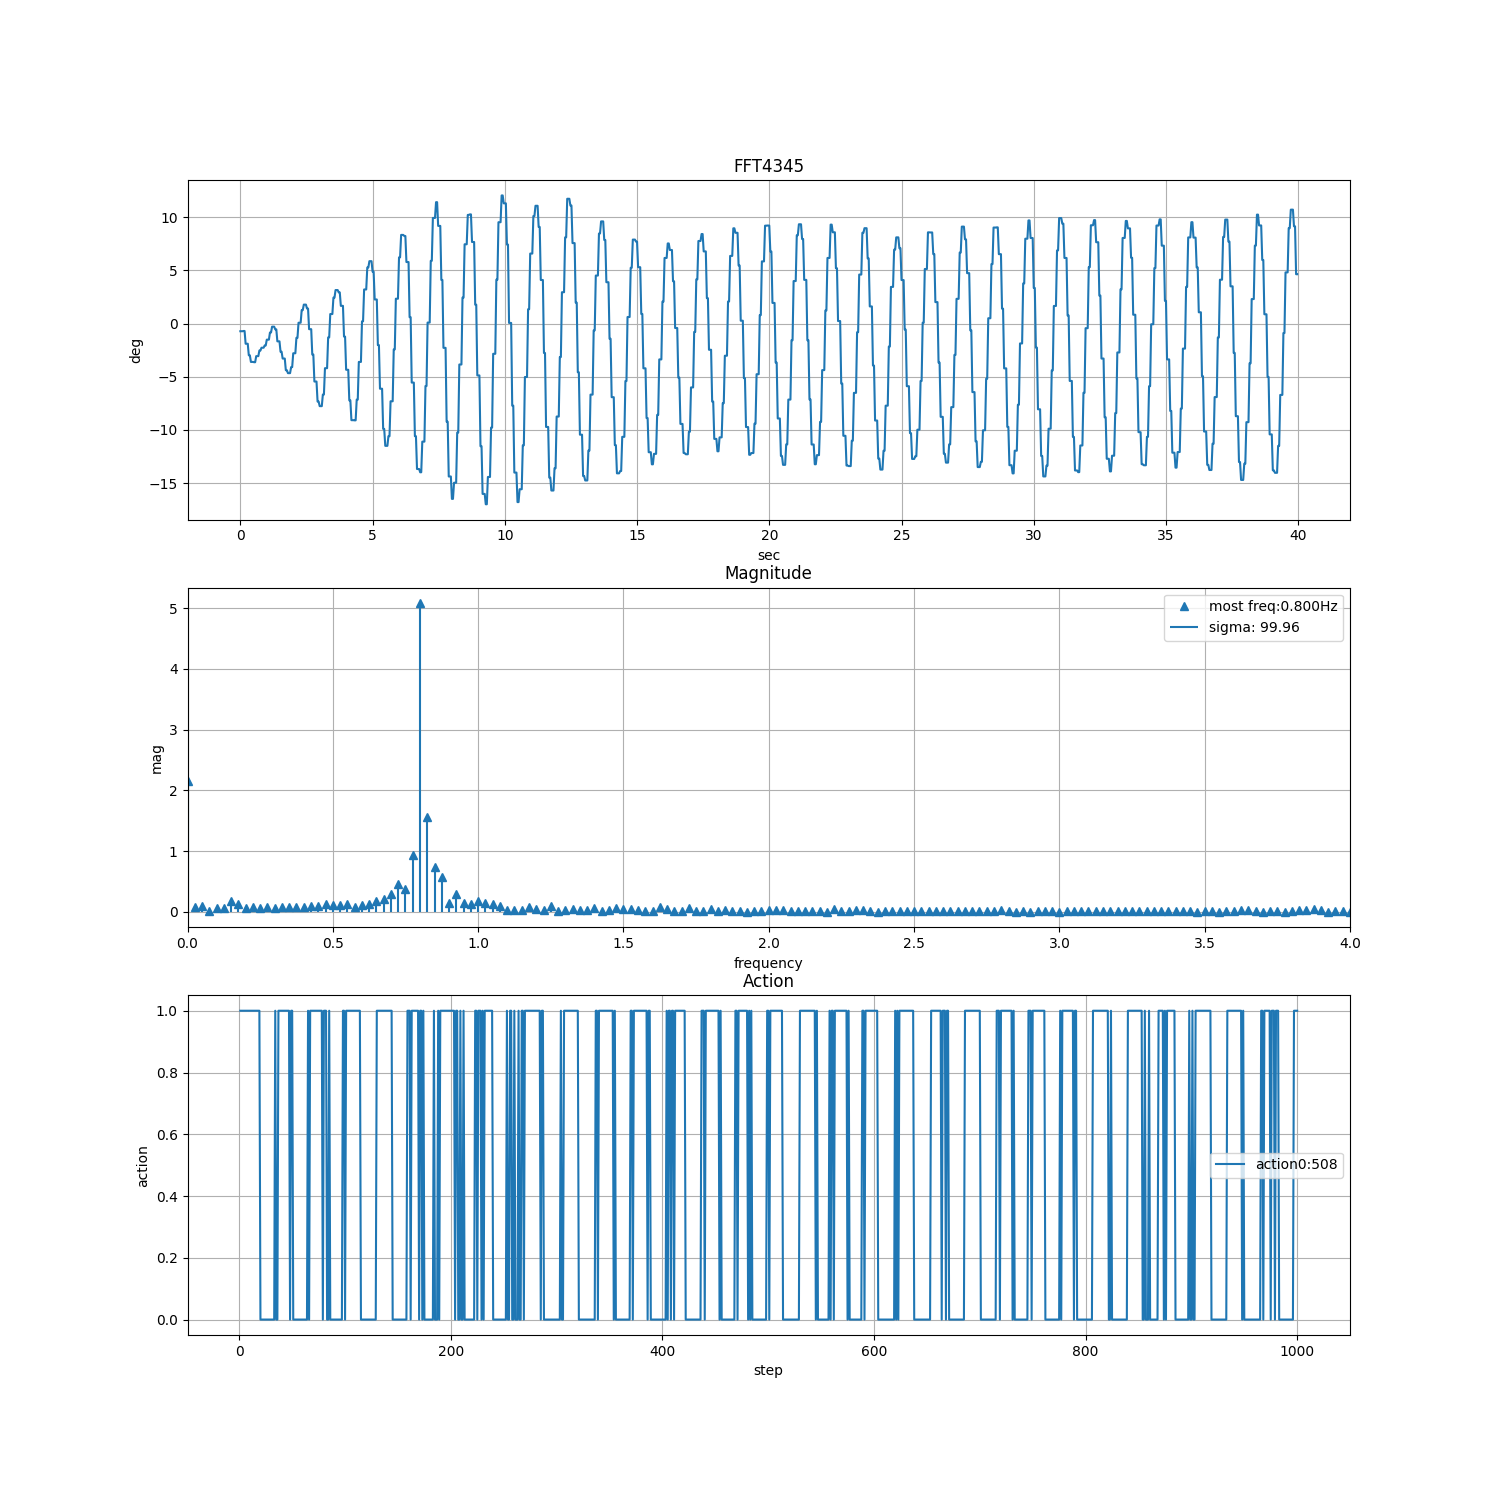 FFT4345
10
5
0
−5
−10
−15
deg
0 5 10 15 20 25 30 35 40
sec
Magnitude
5
4
3
2
1
0
mag
most freq:0.800Hz
sigma: 99.96
0.0 0.5 1.0 1.5 2.0 2.5 3.0 3.5 4.0
frequency
Action
1.0
0.8
0.6
0.4
0.2
0.0
action
action0:508
0 200 400 600 800 1000
step